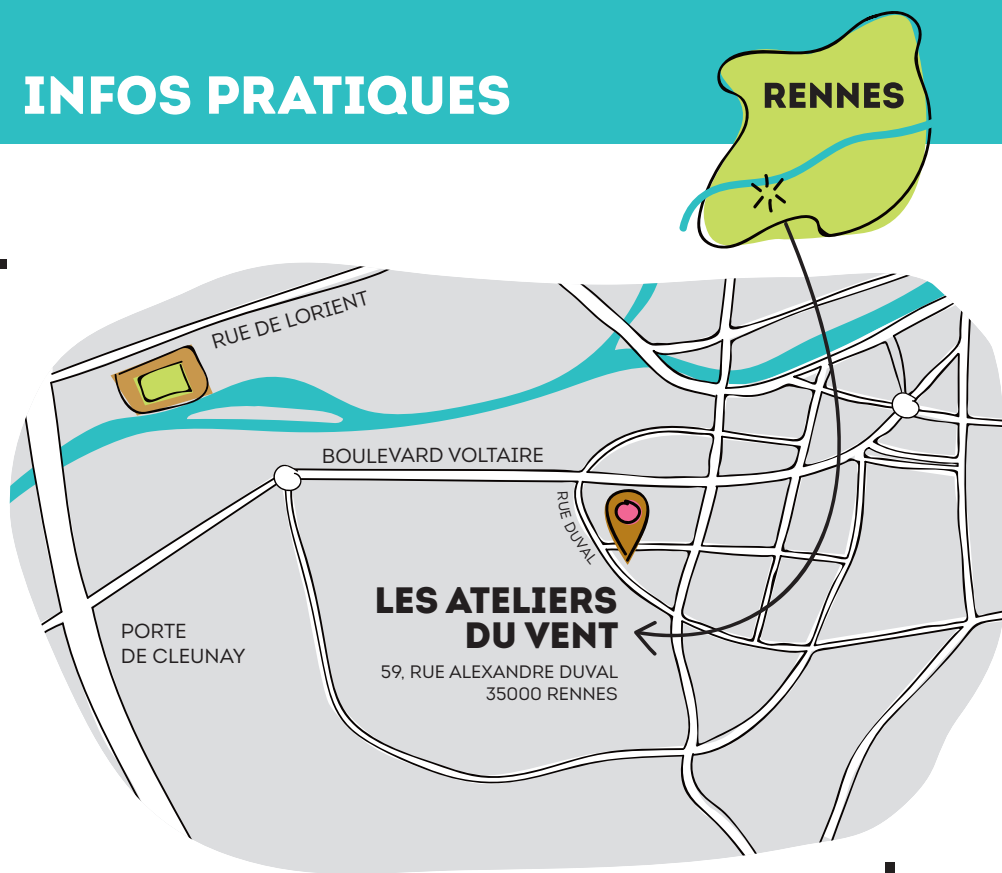 INFOS PRATIQUES
RENNES
RUE DE LORIENT
BOULEVARD VOLTAIRE
RUE DUVAL
LES ATELIERS
DU VENT
59, RUE ALEXANDRE DUVAL
35000 RENNES
PORTE
DE CLEUNAY